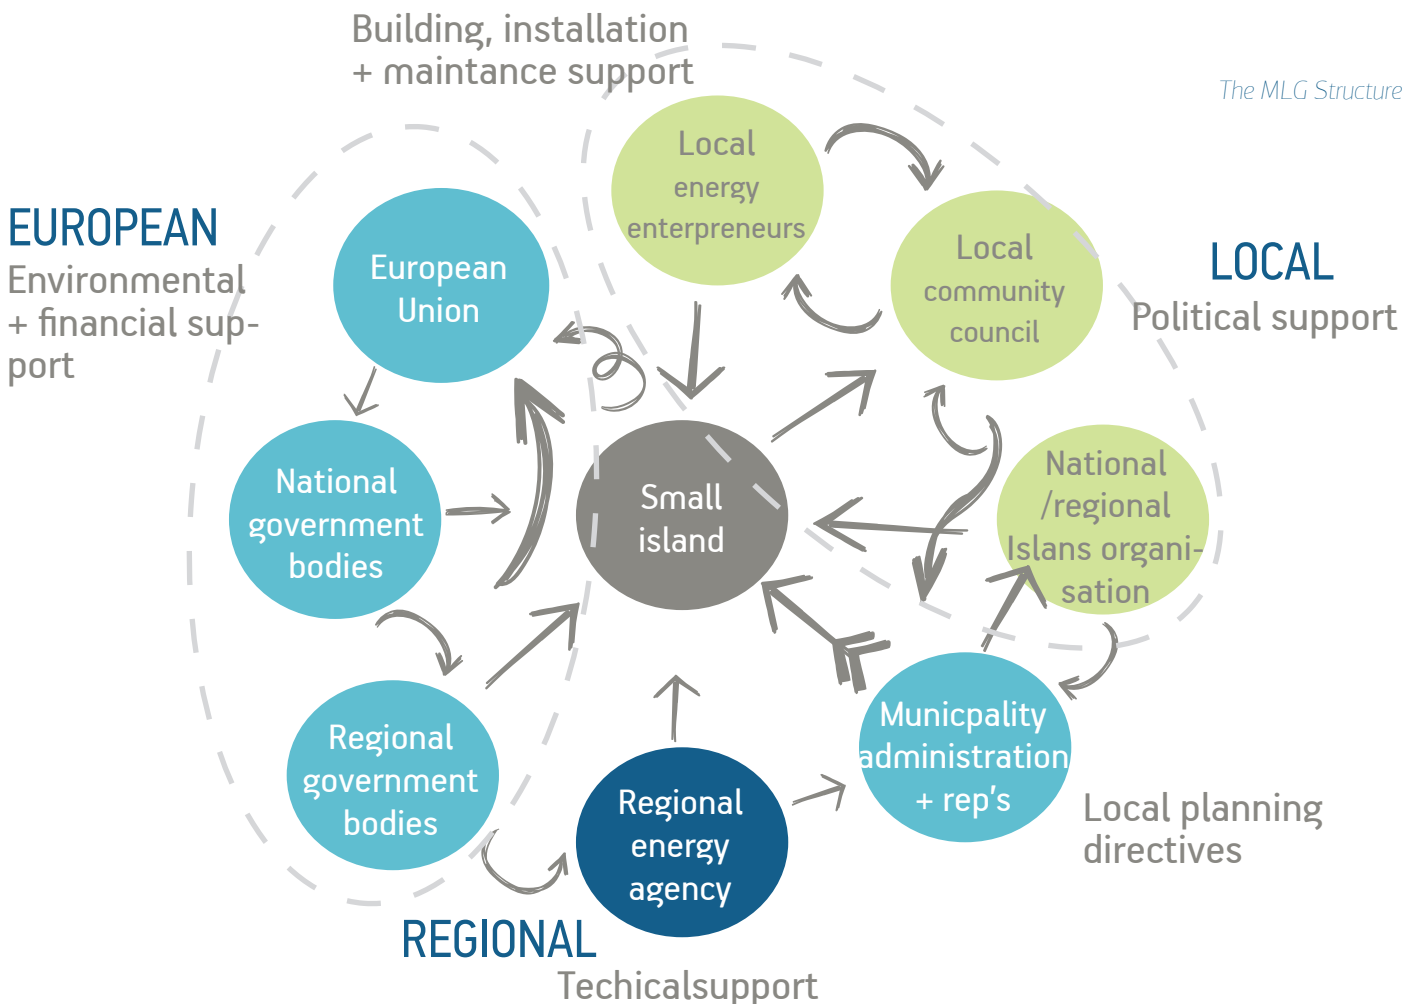 Building, installation
+ maintance support
The MLG Structure
EUROPEAN
Environmental
+ financial sup-
port
European
Union
Local
energy
enterpreneurs
Local
community
council
LOCAL
Political support
National
government
bodies
Small
island
National
/regional
Islans organi-
sation
Regional
government
bodies
Regional
energy
agency
Municpality
administration
+ rep's
Local planning
directives
REGIONAL
Techicalsupport